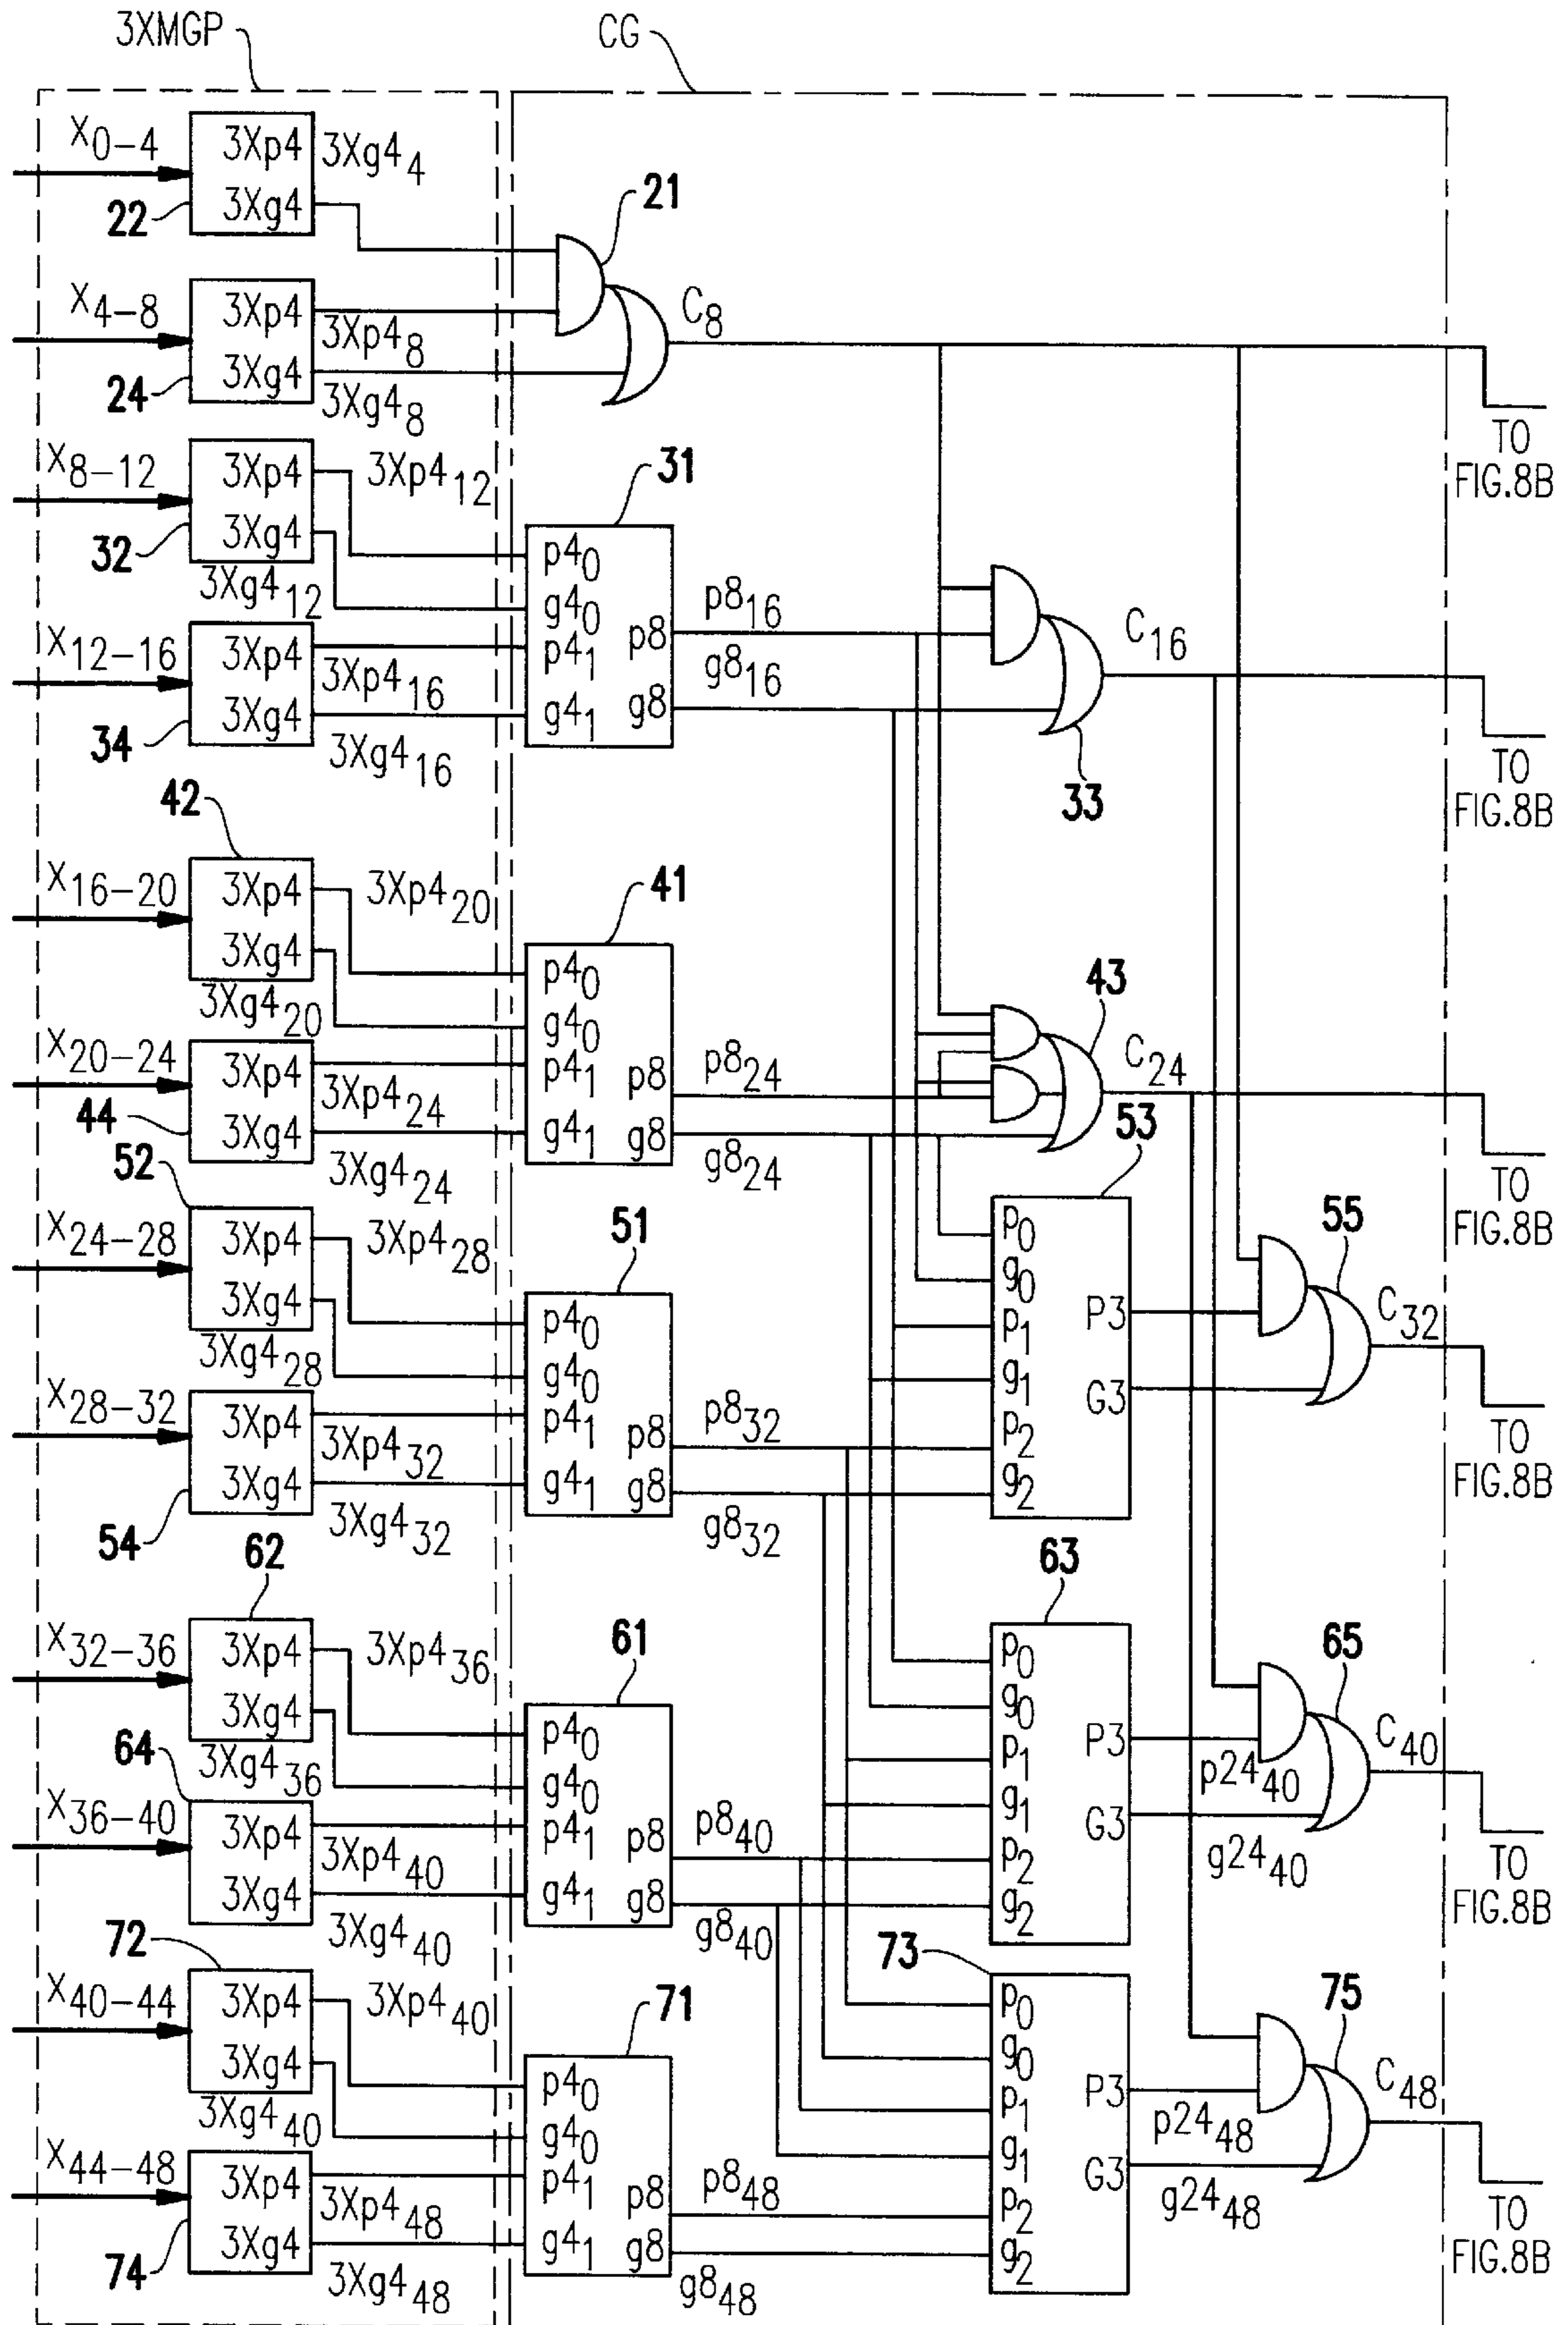 3XMGP
CG
X0-4
3Xp4
3Xg4
3Xg44
22
21
X4-8
3Xp4
3Xg4
3Xp48
3Xg48
24
C8
TO
FIG.8B
X8-12
3Xp4
3Xg4
3Xp412
32
3Xg412
31
p40
g40
p41
g41
p8
g8
p816
g816
X12-16
3Xp4
3Xg4
3Xp416
34
3Xg416
C16
33
TO
FIG.8B
42
X16-20
3Xp4
3Xg4
3Xp420
3Xg420
41
p40
g40
p41
g41
p8
g8
p824
g824
X20-24
3Xp4
3Xg4
3Xp424
44
3Xg424
43
C24
TO
FIG.8B
52
X24-28
3Xp4
3Xg4
3Xp428
3Xg428
51
p40
g40
p41
g41
p8
g8
p832
g832
53
p0
g0
p1
g1
p2
g2
P3
G3
55
C32
TO
FIG.8B
X28-32
3Xp4
3Xg4
3Xp432
54
3Xg432
62
X32-36
3Xp4
3Xg4
3Xp436
3Xg436
61
p40
g40
p41
g41
p8
g8
p840
g840
63
p0
g0
p1
g1
p2
g2
P3
G3
p2440
g2440
65
C40
TO
FIG.8B
64
X36-40
3Xp4
3Xg4
3Xp440
3Xg440
72
X40-44
3Xp4
3Xg4
3Xp440
3Xg440
71
p40
g40
p41
g41
p8
g8
p848
g848
73
p0
g0
p1
g1
p2
g2
P3
G3
p2448
g2448
75
C48
TO
FIG.8B
X44-48
3Xp4
3Xg4
3Xp448
74
3Xg448